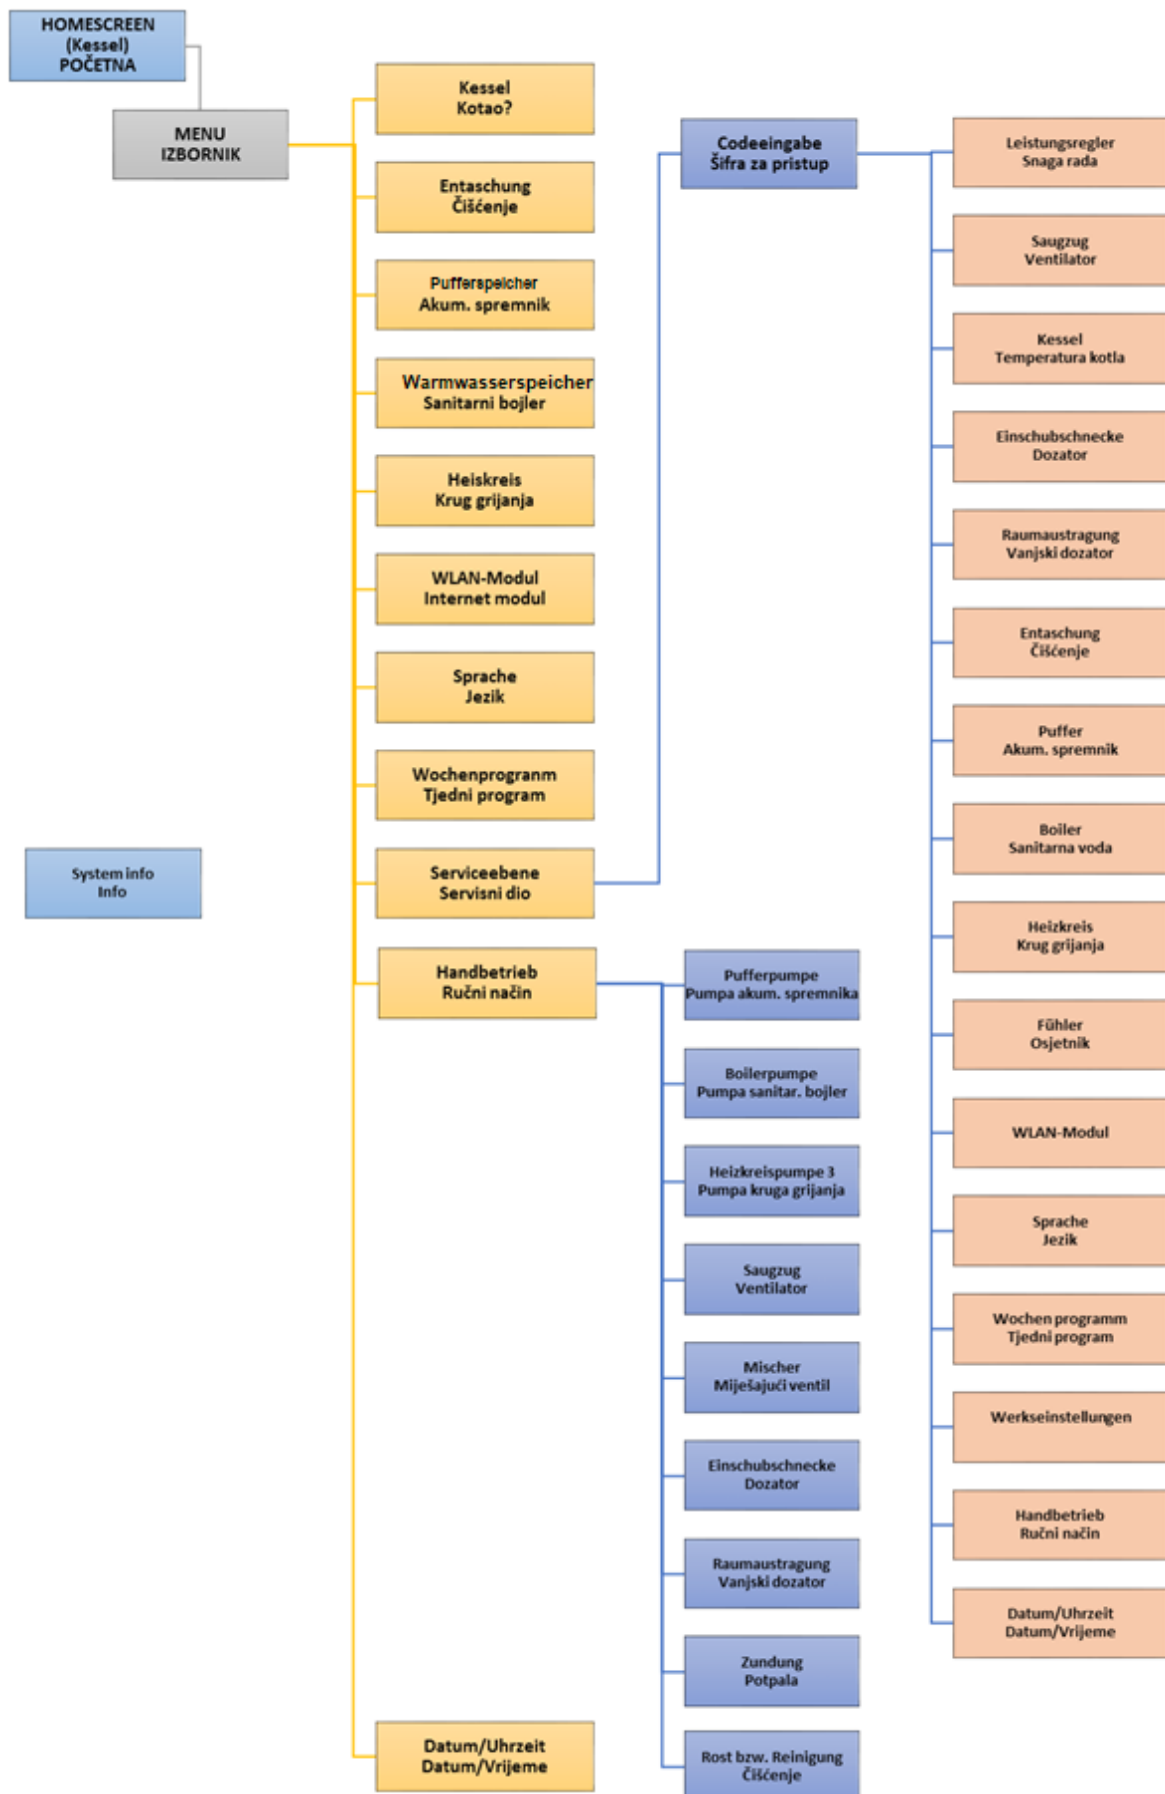 HOMESCREEN
(Kessel)
POČETNA
MENU
IZBORNIK
Kessel
Kotao?
Entaschung
Čišćenje
Pufferspeicher
Akum. spremnik
Warmwasserspeicher
Sanitarni bojler
Heiskreis
Krug grijanja
WLAN-Modul
Internet modul
Sprache
Jezik
Wochenprogranm
Tjedni program
Serviceebene
Servisni dio
Handbetrieb
Ručni način
Datum/Uhrzeit
Datum/Vrijeme
System info
Info
Codeeingabe
Šifra za pristup
Pufferpumpe
Pumpa akum. spremnika
Boilerpumpe
Pumpa sanitar. bojler
Heizkreispumpe 3
Pumpa kruga grijanja
Saugzug
Ventilator
Mischer
Miješajući ventil
Einschubschnecke
Dozator
Raumaustragung
Vanjski dozator
Zundung
Potpala
Rost bzw. Reinigung
Čišćenje
Leistungsregler
Snaga rada
Saugzug
Ventilator
Kessel
Temperatura kotla
Einschubschnecke
Dozator
Raumaustragung
Vanjski dozator
Entaschung
Čišćenje
Puffer
Akum. spremnik
Boiler
Sanitarna voda
Heizkreis
Krug grijanja
Fühler
Osjetnik
WLAN-Modul
Sprache
Jezik
Wochen programm
Tjedni program
Werkseinstellungen
Handbetrieb
Ručni način
Datum/Uhrzeit
Datum/Vrijeme